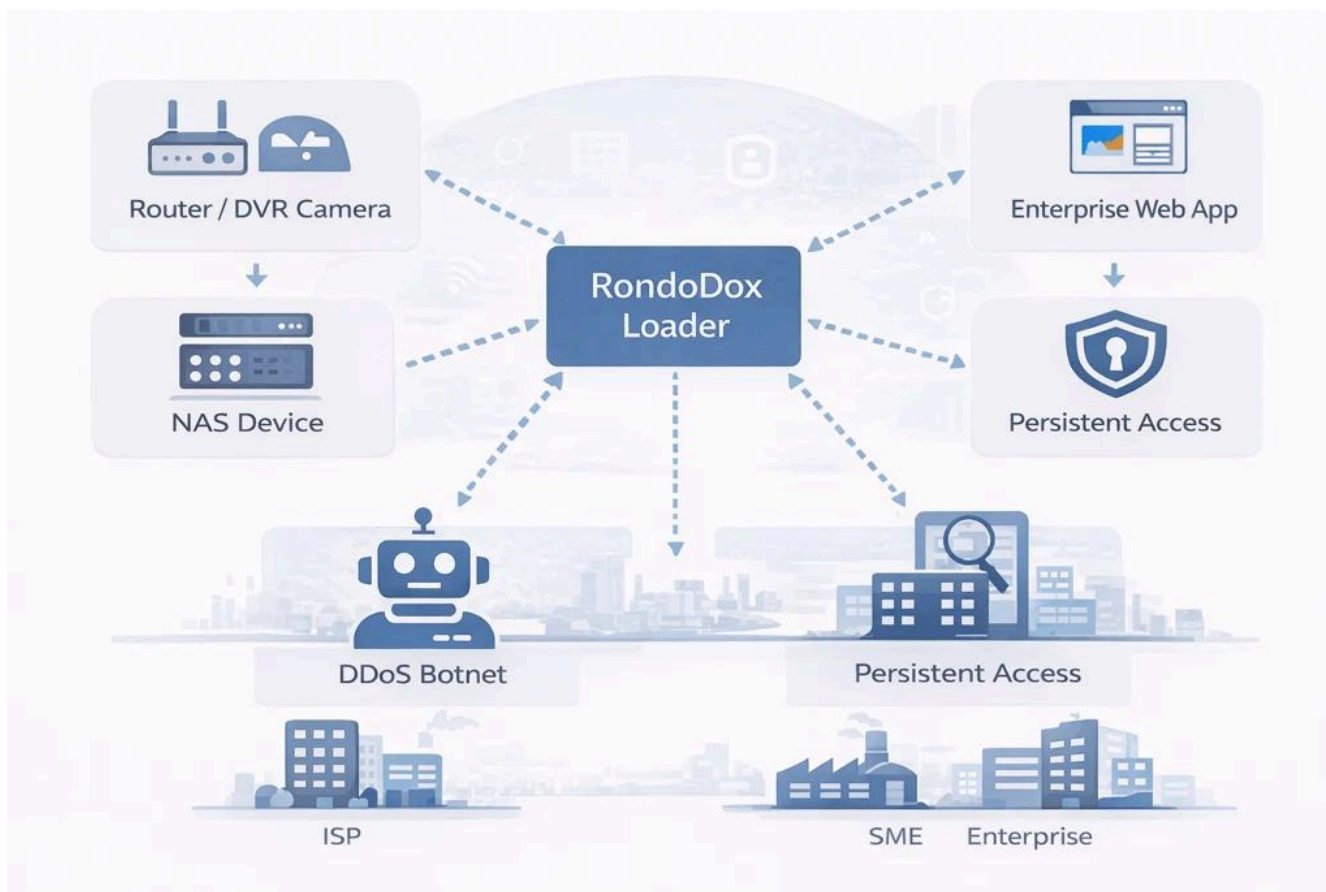 Router / DVR Camera
Enterprise Web App
RondoDox
Loader
NAS Device
Persistent Access
DDoS Botnet
Persistent Access
ISP
SME
Enterprise